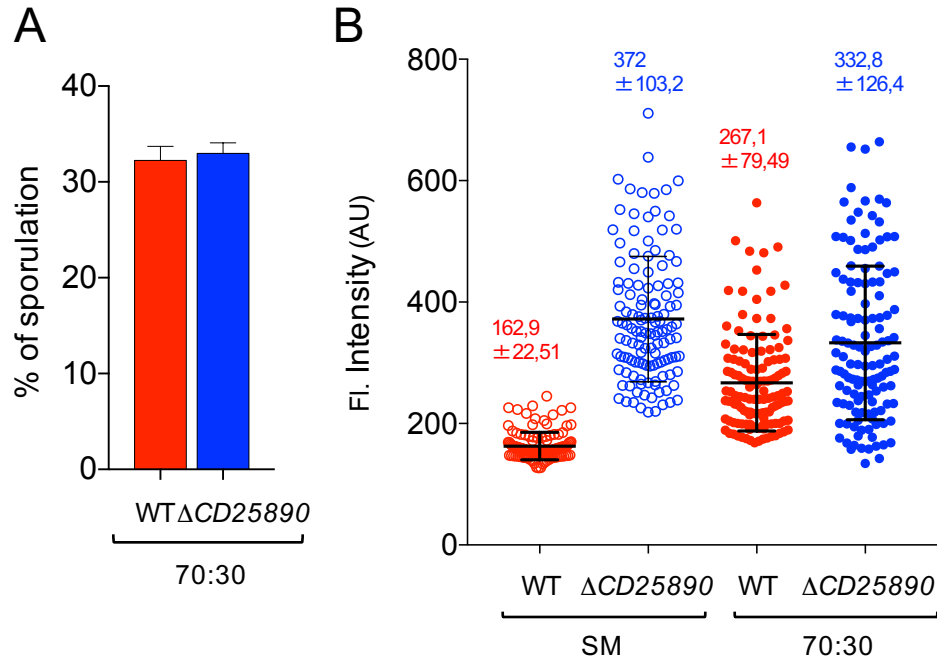 A
% of sporulation
40
30
20
10
0
WT ΔCD25890
70:30
B
Fl. Intensity (AU)
800
600
400
200
0
162,9
±22,51
372
±103,2
267,1
±79,49
332,8
±126,4
WT ΔCD25890 WT ΔCD25890
SM 70:30